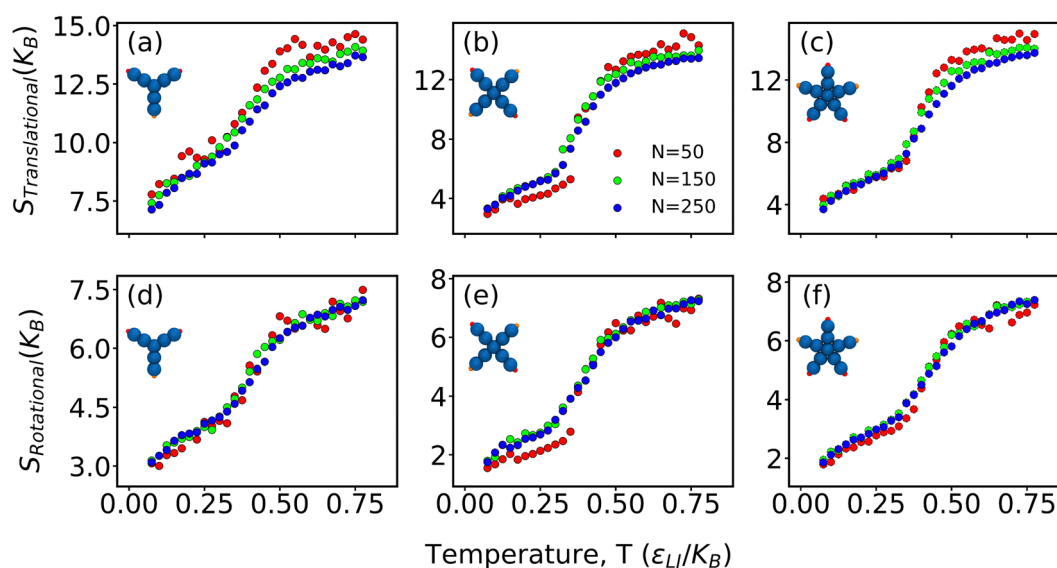 (a)
(b)
(c)
S_Translational(K_B)
15.0
12.5
10.0
7.5
12
8
4
N=50
N=150
N=250
12
8
4
(d)
(e)
(f)
S_Rotational(K_B)
7.5
6.0
4.5
3.0
8
6
4
2
8
6
4
2
0.00 0.25 0.50 0.75
0.00 0.25 0.50 0.75
0.00 0.25 0.50 0.75
Temperature, T (ε_LJ/K_B)